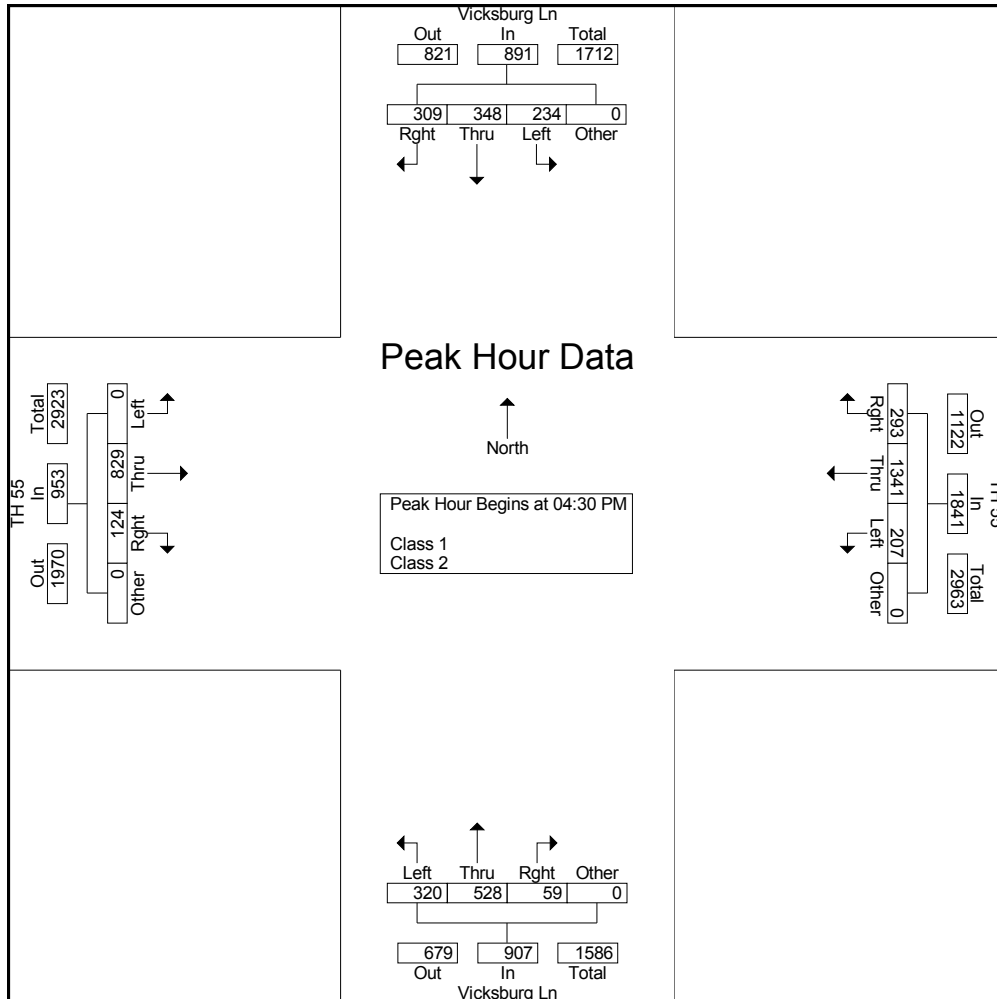 Vicksburg Ln
Out In Total
821 891 1712
309 348 234 0
Rght Thru Left Other
Peak Hour Data
North
Peak Hour Begins at 04:30 PM
Class 1
Class 2
TH 55
Total In Out
2923 953 1970
0 829 124 0
Left Thru Rght Other
Out In Total
1122 1841 2963
293 1341 207 0
Rght Thru Left Other
Left Thru Rght Other
320 528 59 0
679 907 1586
Out In Total
Vicksburg Ln